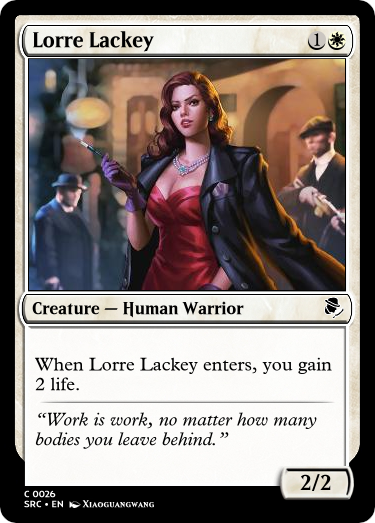 Lorre Lackey 1
Creature — Human Warrior
When Lorre Lackey enters, you gain
2 life.
“Work is work, no matter how many
bodies you leave behind.”
2/2
C 0026
SRC • EN Xiaoguangwang